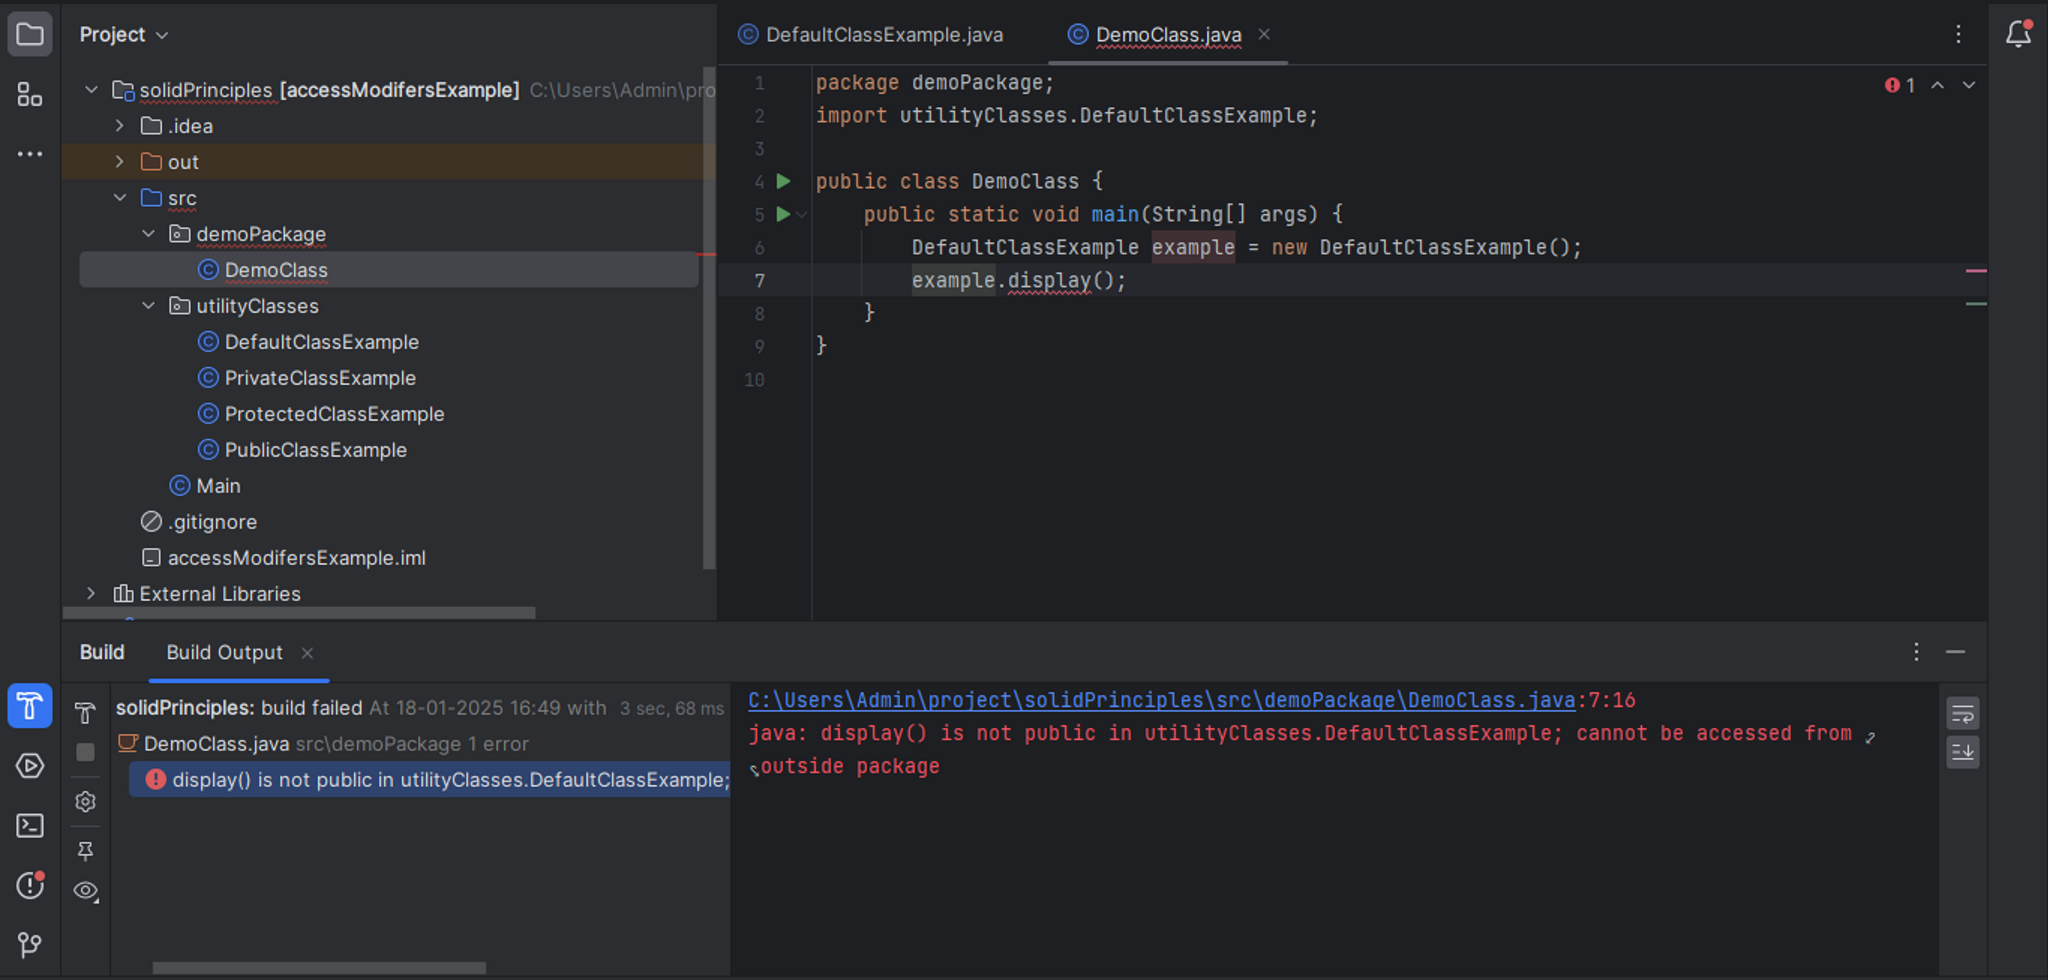 Project
solidPrinciples [accessModifersExample] C:\Users\Admin\pro
.idea
out
src
demoPackage
DemoClass
utilityClasses
DefaultClassExample
PrivateClassExample
ProtectedClassExample
PublicClassExample
Main
.gitignore
accessModifersExample.iml
External Libraries
DefaultClassExample.java
DemoClass.java
1
1 package demoPackage;
2 import utilityClasses.DefaultClassExample;
3
4 public class DemoClass {
5 public static void main(String[] args) {
6 DefaultClassExample example = new DefaultClassExample();
7 example.display();
8 }
9 }
10
Build Build Output
solidPrinciples: build failed At 18-01-2025 16:49 with 3 sec, 68 ms
DemoClass.java src\demoPackage 1 error
display() is not public in utilityClasses.DefaultClassExample;
C:\Users\Admin\project\solidPrinciples\src\demoPackage\DemoClass.java:7:16
java: display() is not public in utilityClasses.DefaultClassExample; cannot be accessed from
outside package